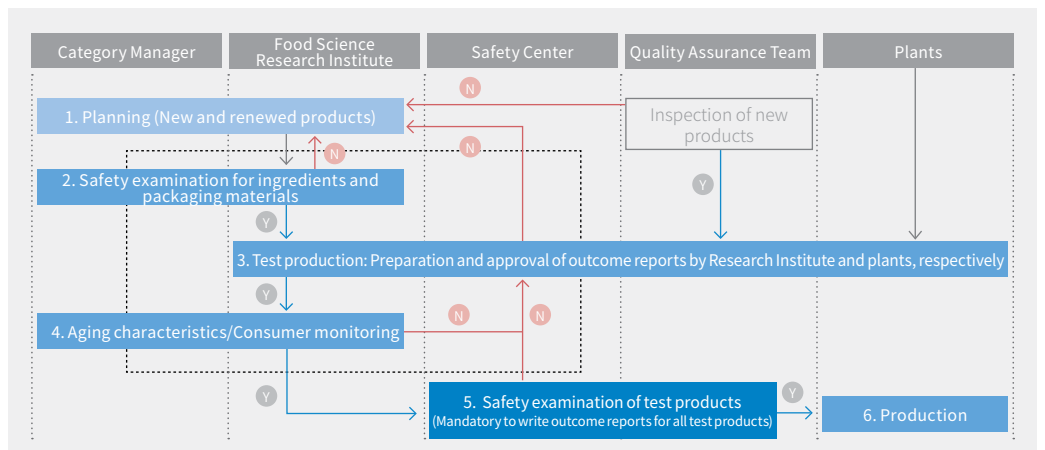 Category Manager
Food Science
Research Institute
Safety Center
Quality Assurance Team
Plants
N
1. Planning (New and renewed products)
Inspection of new
products
N
N
2. Safety examination for ingredients and
packaging materials
Y
Y
3. Test production: Preparation and approval of outcome reports by Research Institute and plants, respectively
Y
N
N
4. Aging characteristics/Consumer monitoring
Y
5. Safety examination of test products
(Mandatory to write outcome reports for all test products)
Y
6. Production